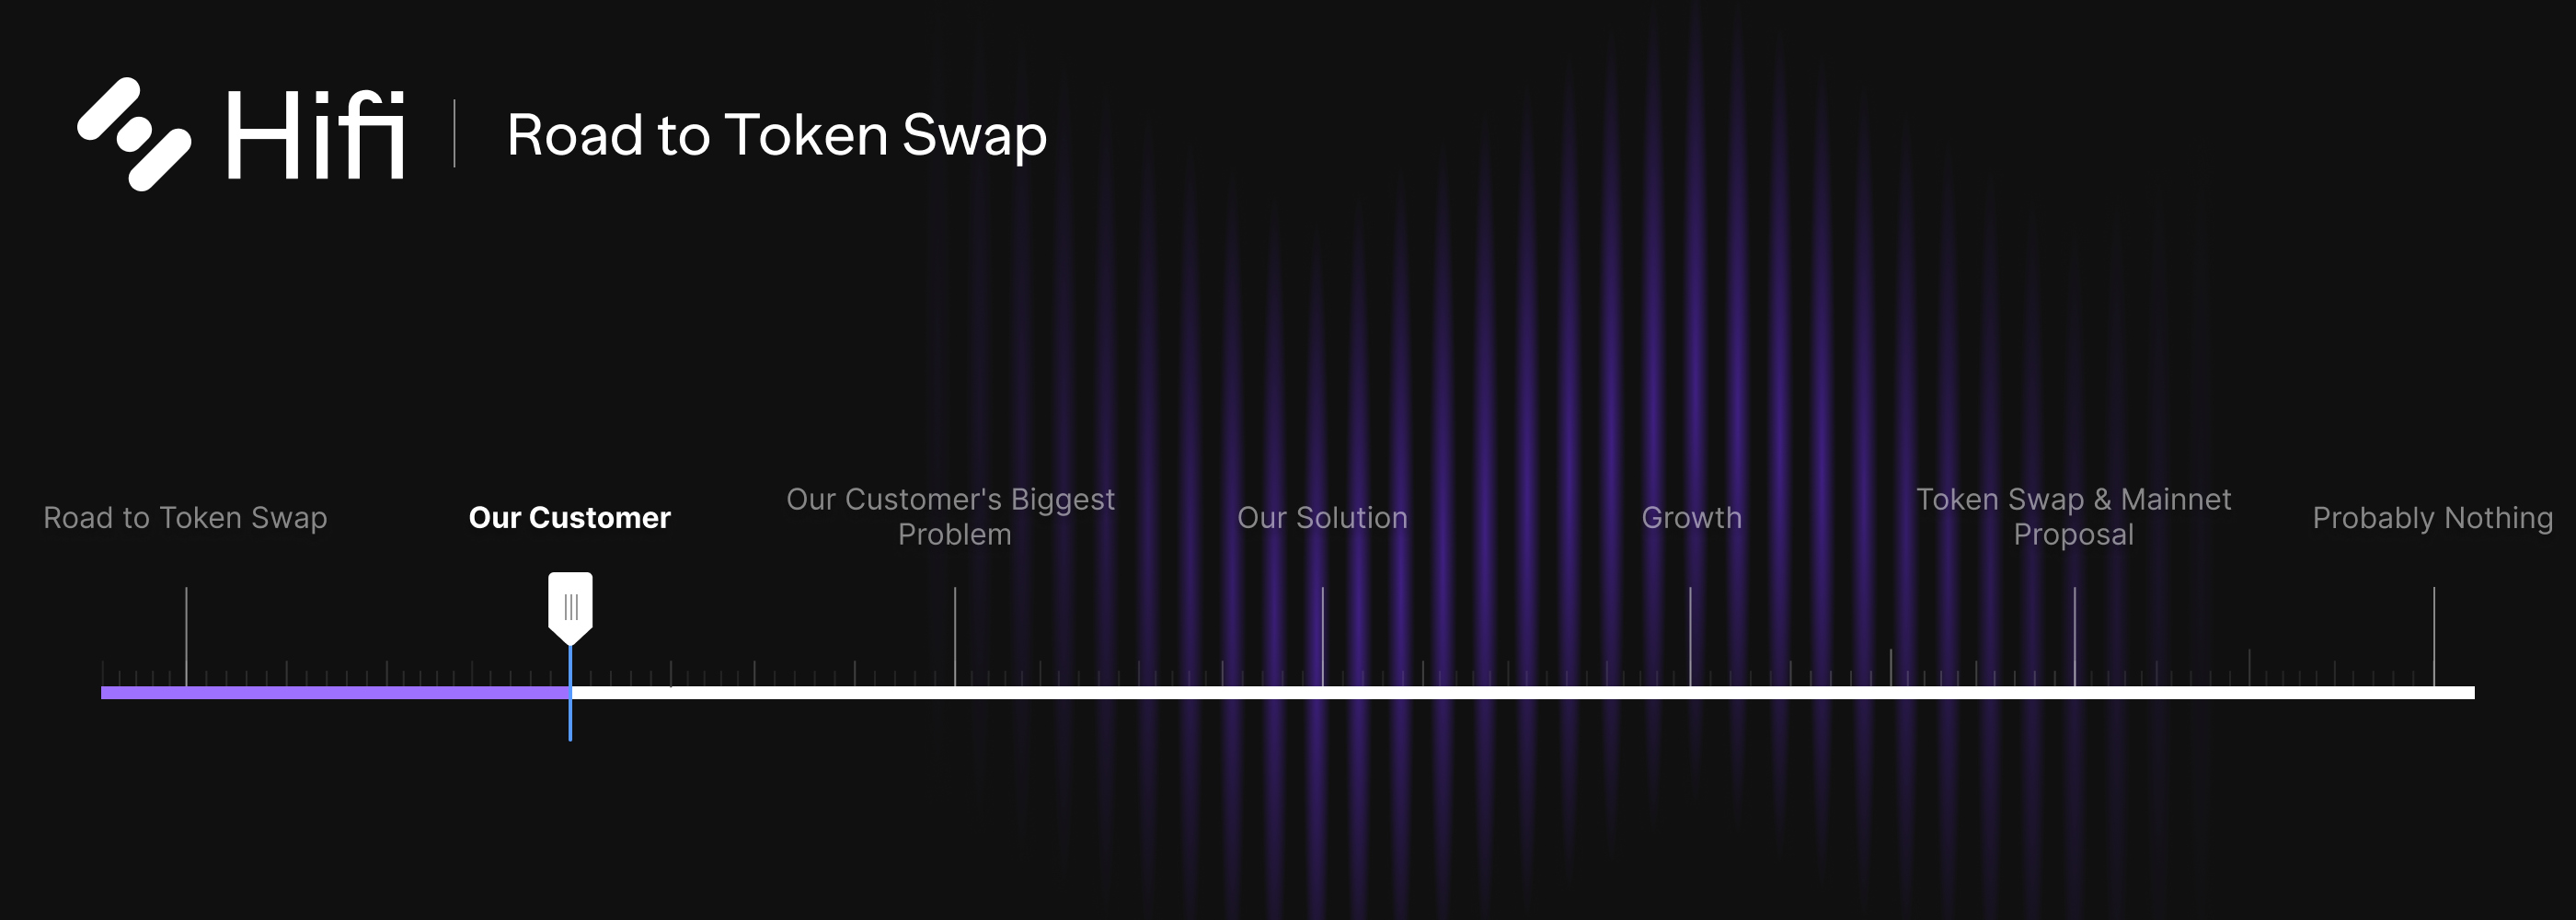 Hifi
Road to Token Swap
Road to Token Swap
Our Customer
Our Customer's Biggest
Problem
Our Solution
Growth
Token Swap & Mainnet
Proposal
Probably Nothing